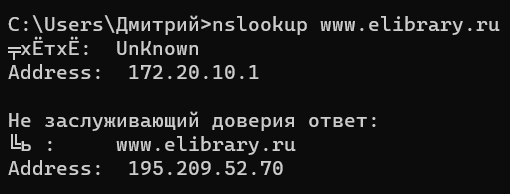 C:\Users\Дмитрий>nslookup www.elibrary.ru
╤хЁтхЁ:  UnKnown
Address:  172.20.10.1

Не заслуживающий доверия ответ:
╚ь :     www.elibrary.ru
Address:  195.209.52.70